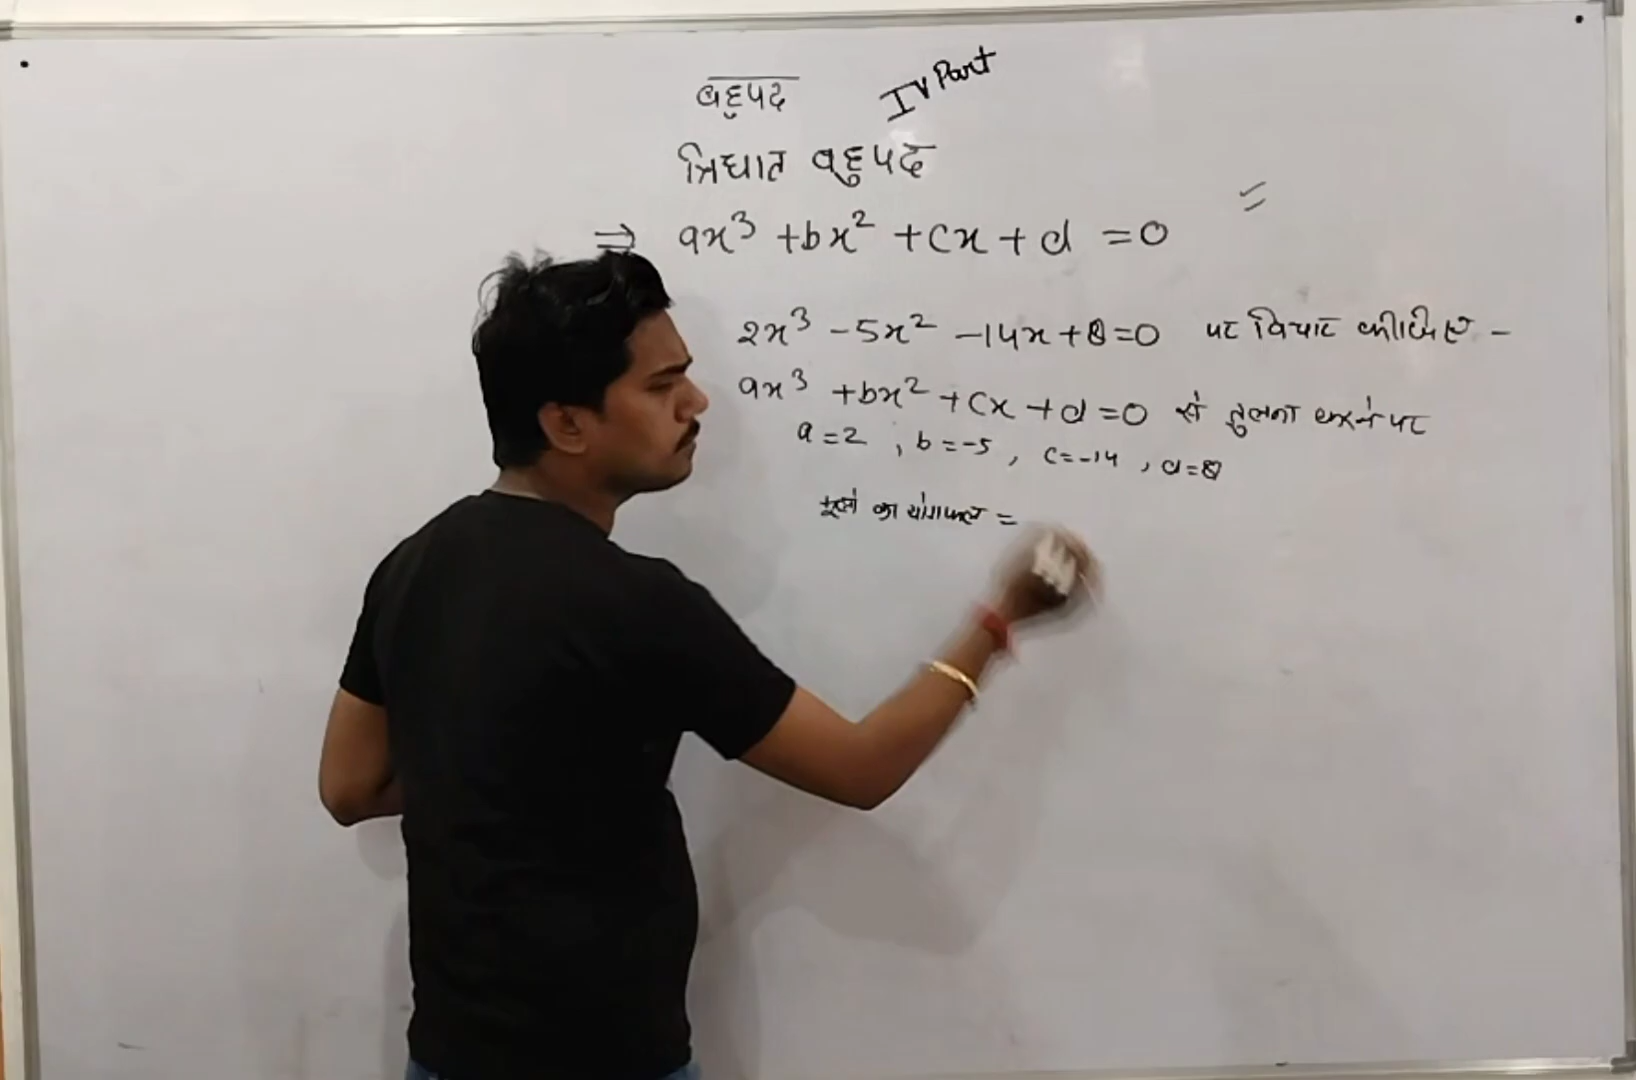 बहुपद IV Part
त्रिघात बहुपद
⇒ ax³ + bx² + cx + d = 0
2x³ - 5x² - 14x + 8 = 0 पर विचार कीजिए -
ax³ + bx² + cx + d = 0 से तुलना करने पर
a = 2 , b = -5 , c = -14 , d = 8
का योगफल =